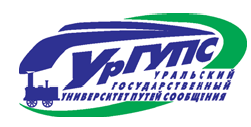 УрГУПС
УРАЛЬСКИЙ
ГОСУДАРСТВЕННЫЙ
УНИВЕРСИТЕТ ПУТЕЙ СООБЩЕНИЯ